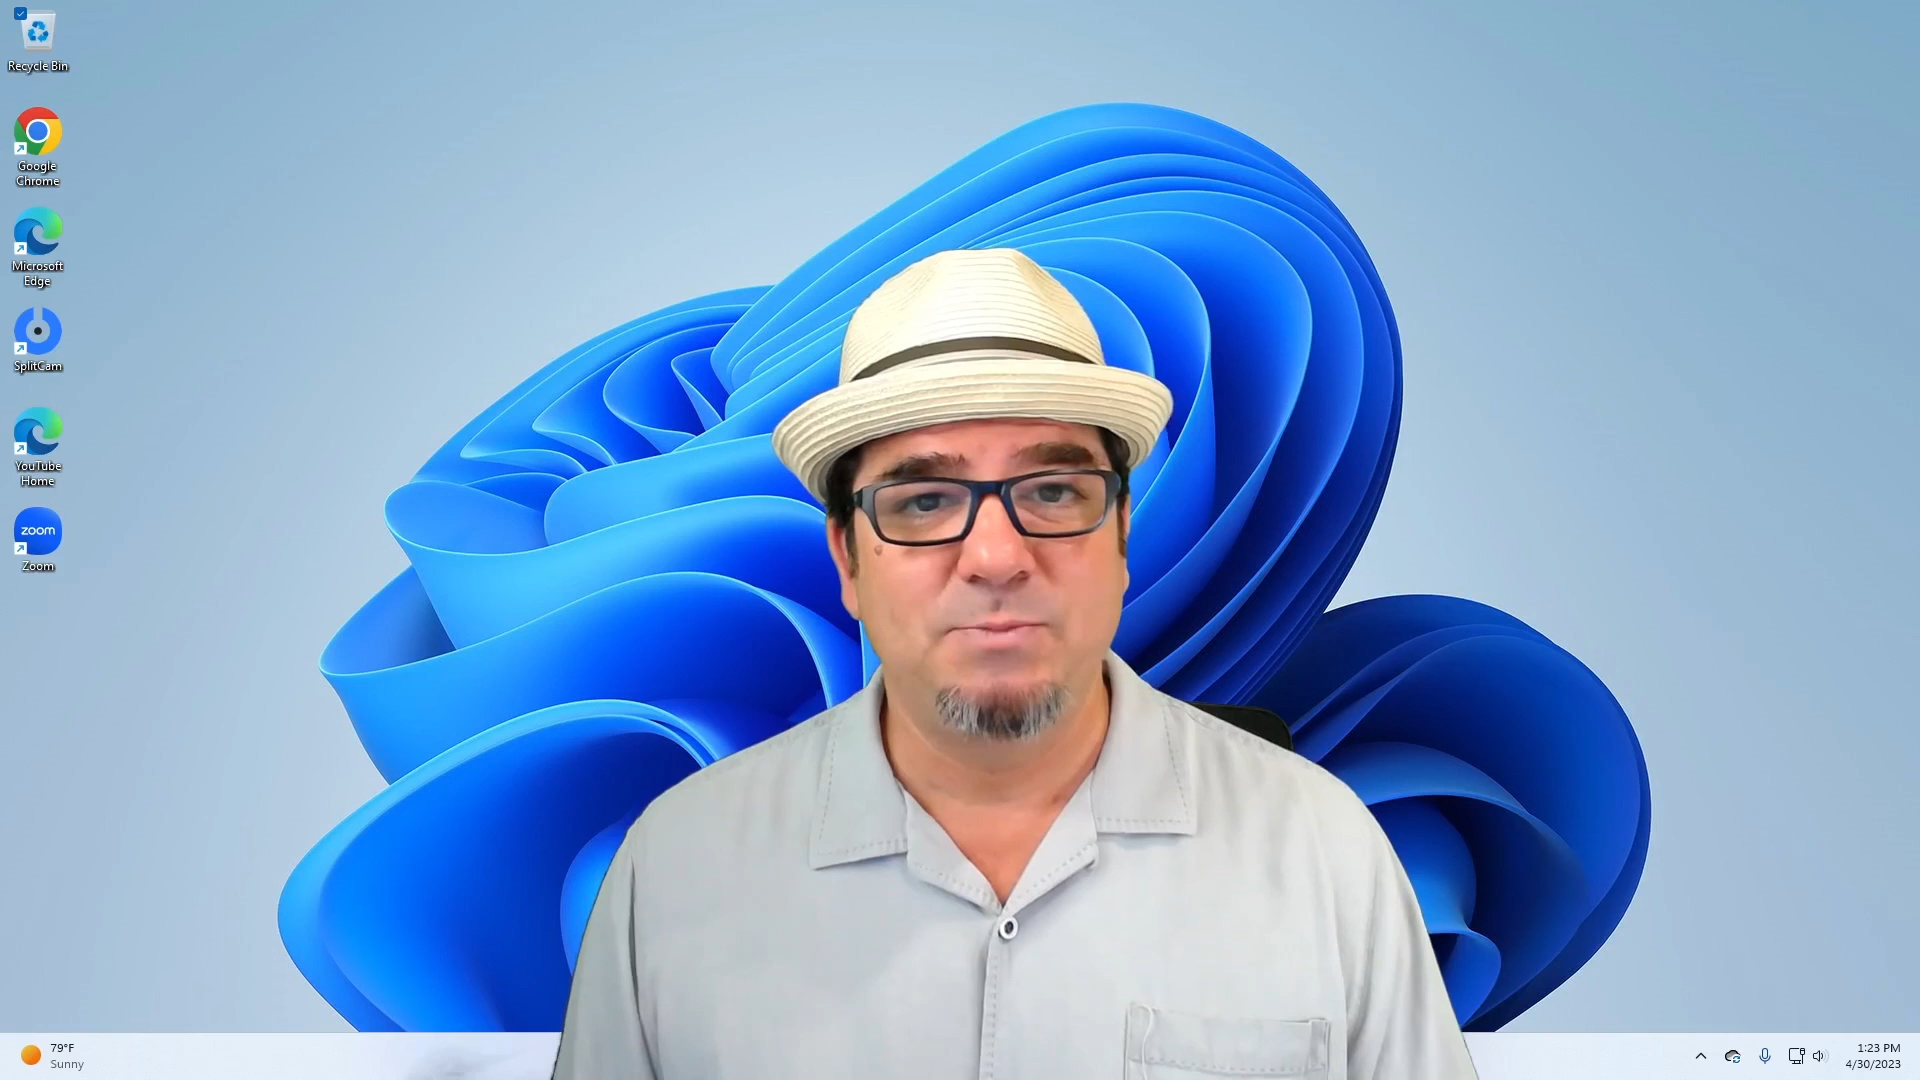 Recycle Bin
Google
Chrome
Microsoft
Edge
SplitCam
YouTube
Home
zoom
Zoom
79°F
Sunny
1:23 PM
4/30/2023